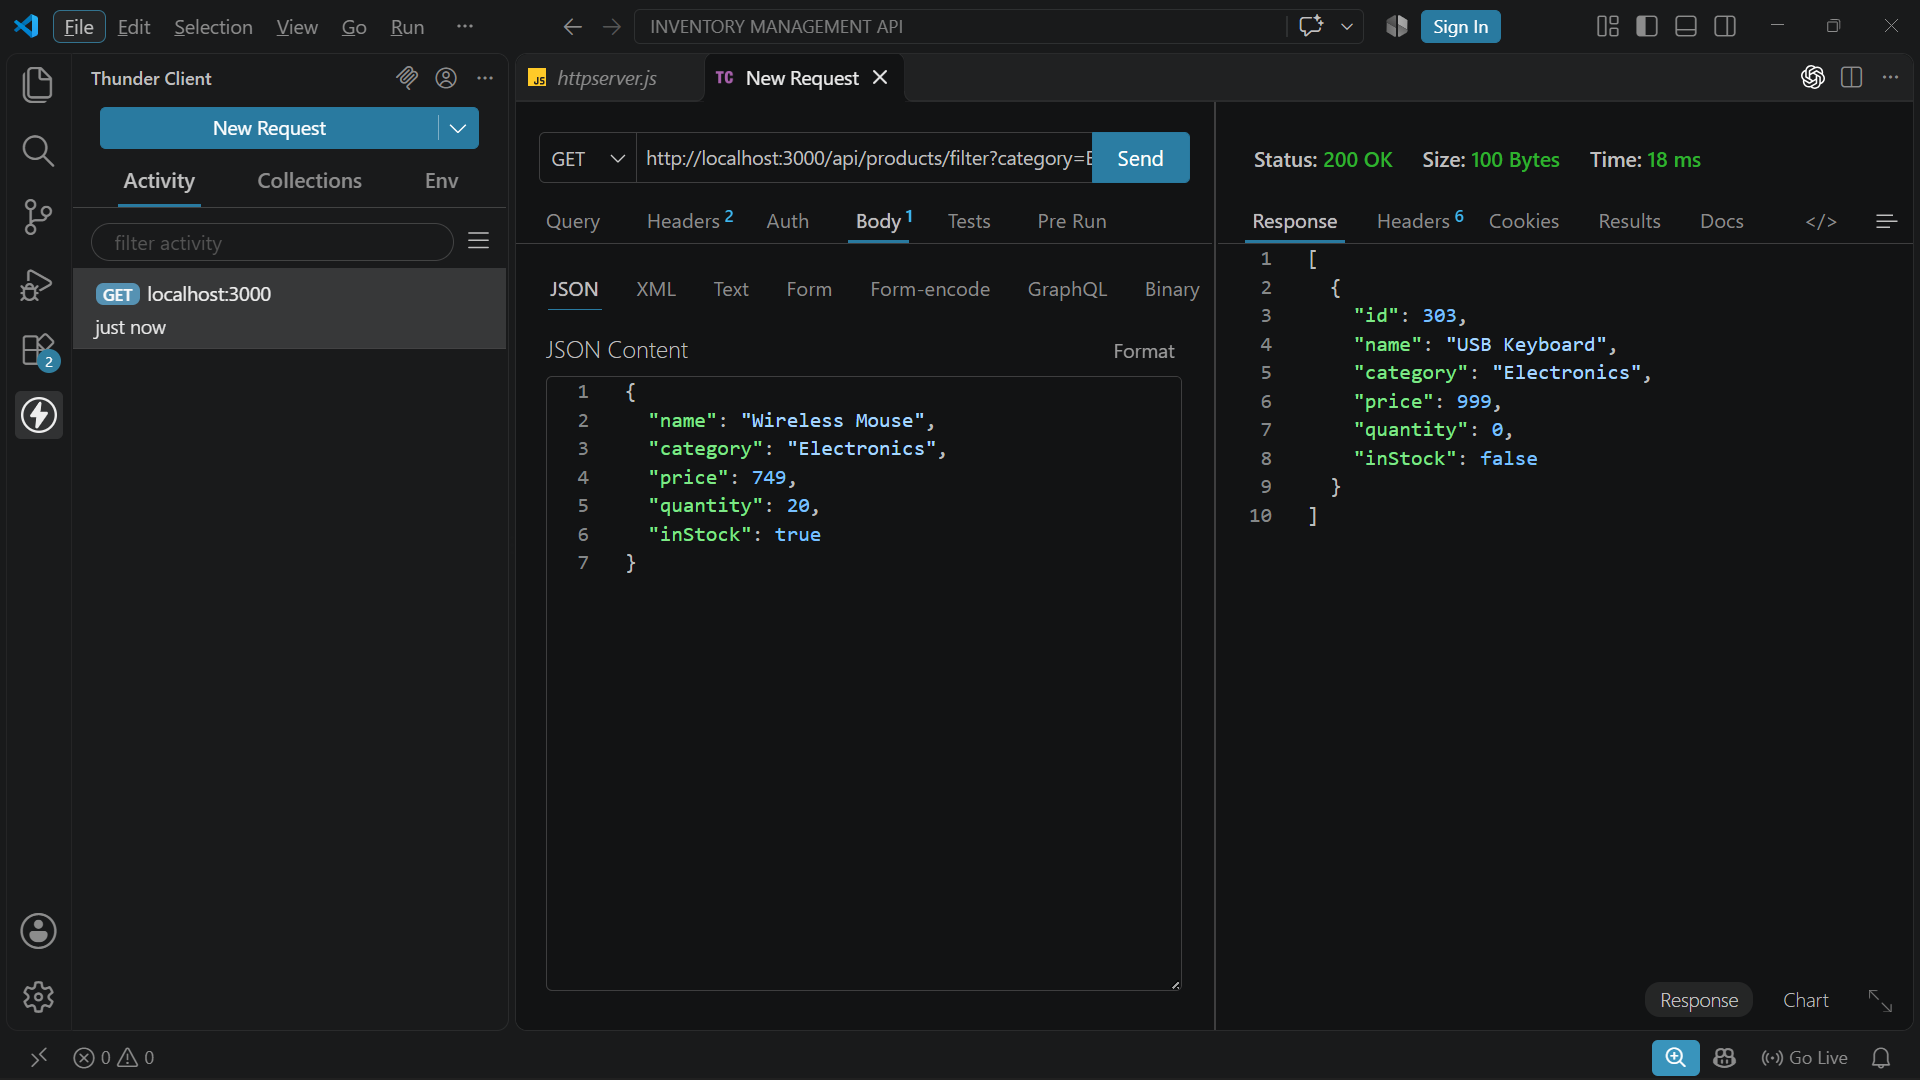 File Edit Selection View Go Run ···
INVENTORY MANAGEMENT API
Sign In
Thunder Client
New Request
Activity Collections Env
filter activity
GET localhost:3000
just now
2
JS httpserver.js
TC New Request
GET http://localhost:3000/api/products/filter?category=E
Send
Query Headers 2 Auth Body 1 Tests Pre Run
JSON XML Text Form Form-encode GraphQL Binary
JSON Content Format
1 {
2 "name": "Wireless Mouse",
3 "category": "Electronics",
4 "price": 749,
5 "quantity": 20,
6 "inStock": true
7 }
Status: 200 OK Size: 100 Bytes Time: 18 ms
Response Headers 6 Cookies Results Docs </>
1 [
2 {
3 "id": 303,
4 "name": "USB Keyboard",
5 "category": "Electronics",
6 "price": 999,
7 "quantity": 0,
8 "inStock": false
9 }
10 ]
Response Chart
0 0
Go Live